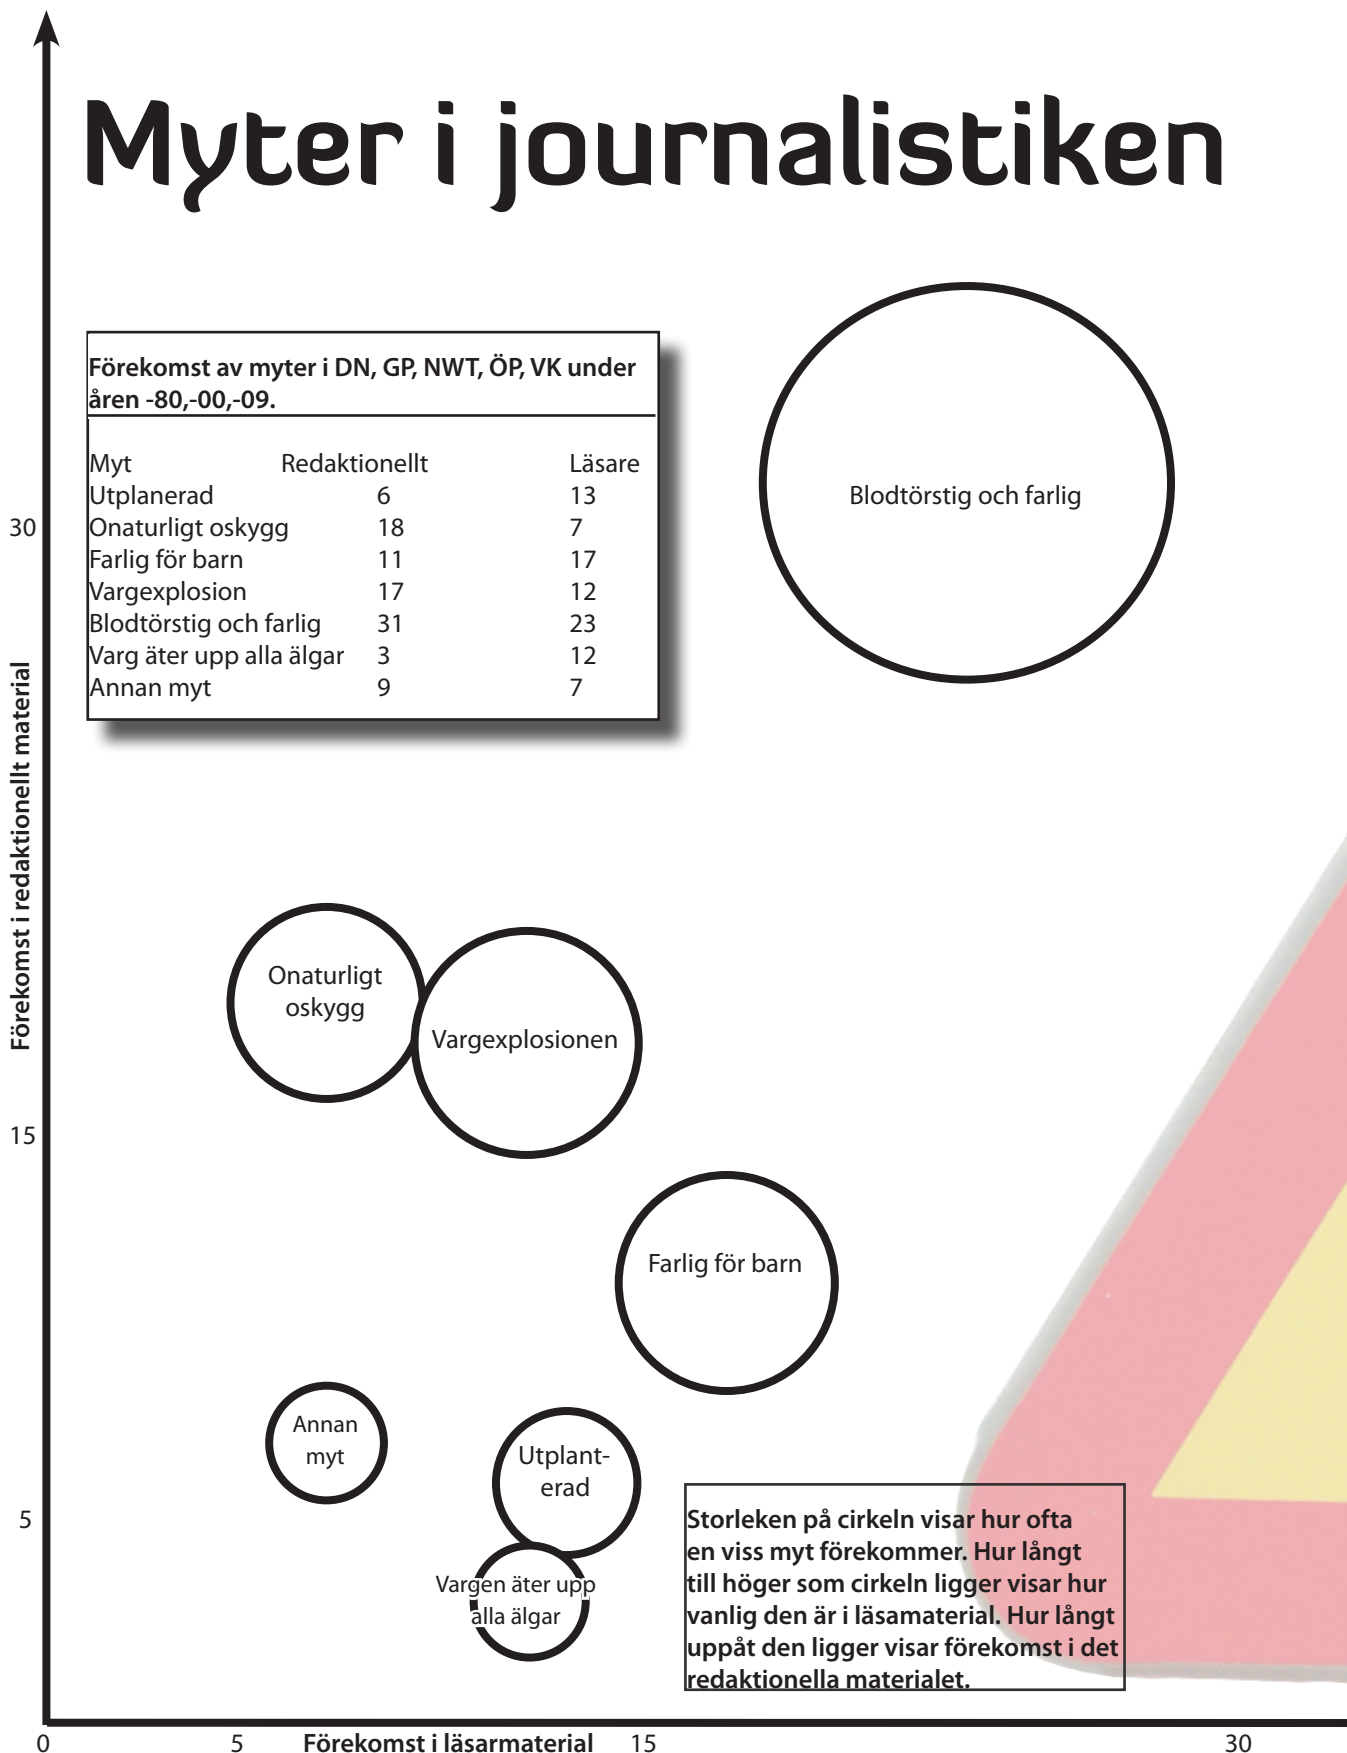 Myter i journalistiken
Förekomst av myter i DN, GP, NWT, ÖP, VK under
åren -80,-00,-09.
Myt Redaktionellt Läsare
Utplanerad 6 13
Onaturligt oskygg 18 7
Farlig för barn 11 17
Vargexplosion 17 12
Blodtörstig och farlig 31 23
Varg äter upp alla älgar 3 12
Annan myt 9 7
Blodtörstig och farlig
30
Förekomst i redaktionellt material
Onaturligt
oskygg
Vargexplosionen
15
Farlig för barn
Annan
myt
Utplant-
erad
5
Vargen äter upp
alla älgar
Storleken på cirkeln visar hur ofta
en viss myt förekommer. Hur långt
till höger som cirkeln ligger visar hur
vanlig den är i läsamaterial. Hur långt
uppåt den ligger visar förekomst i det
redaktionella materialet.
0 5 Förekomst i läsarmaterial 15 30